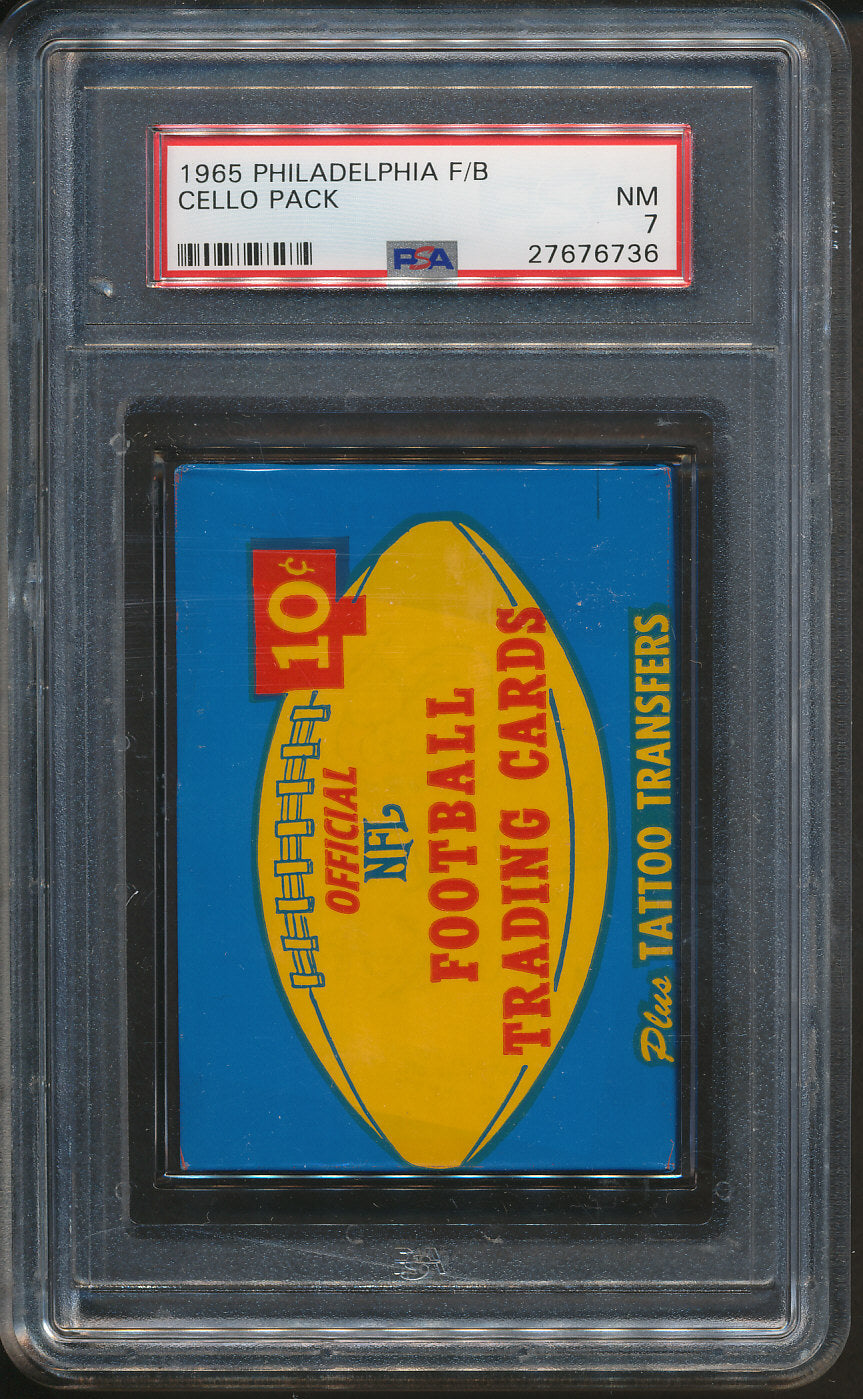 1965 PHILADELPHIA F/B
CELLO PACK
NM
7
PSA
27676736
10¢
OFFICIAL
NFL
FOOTBALL
TRADING CARDS
Plus TATTOO TRANSFERS